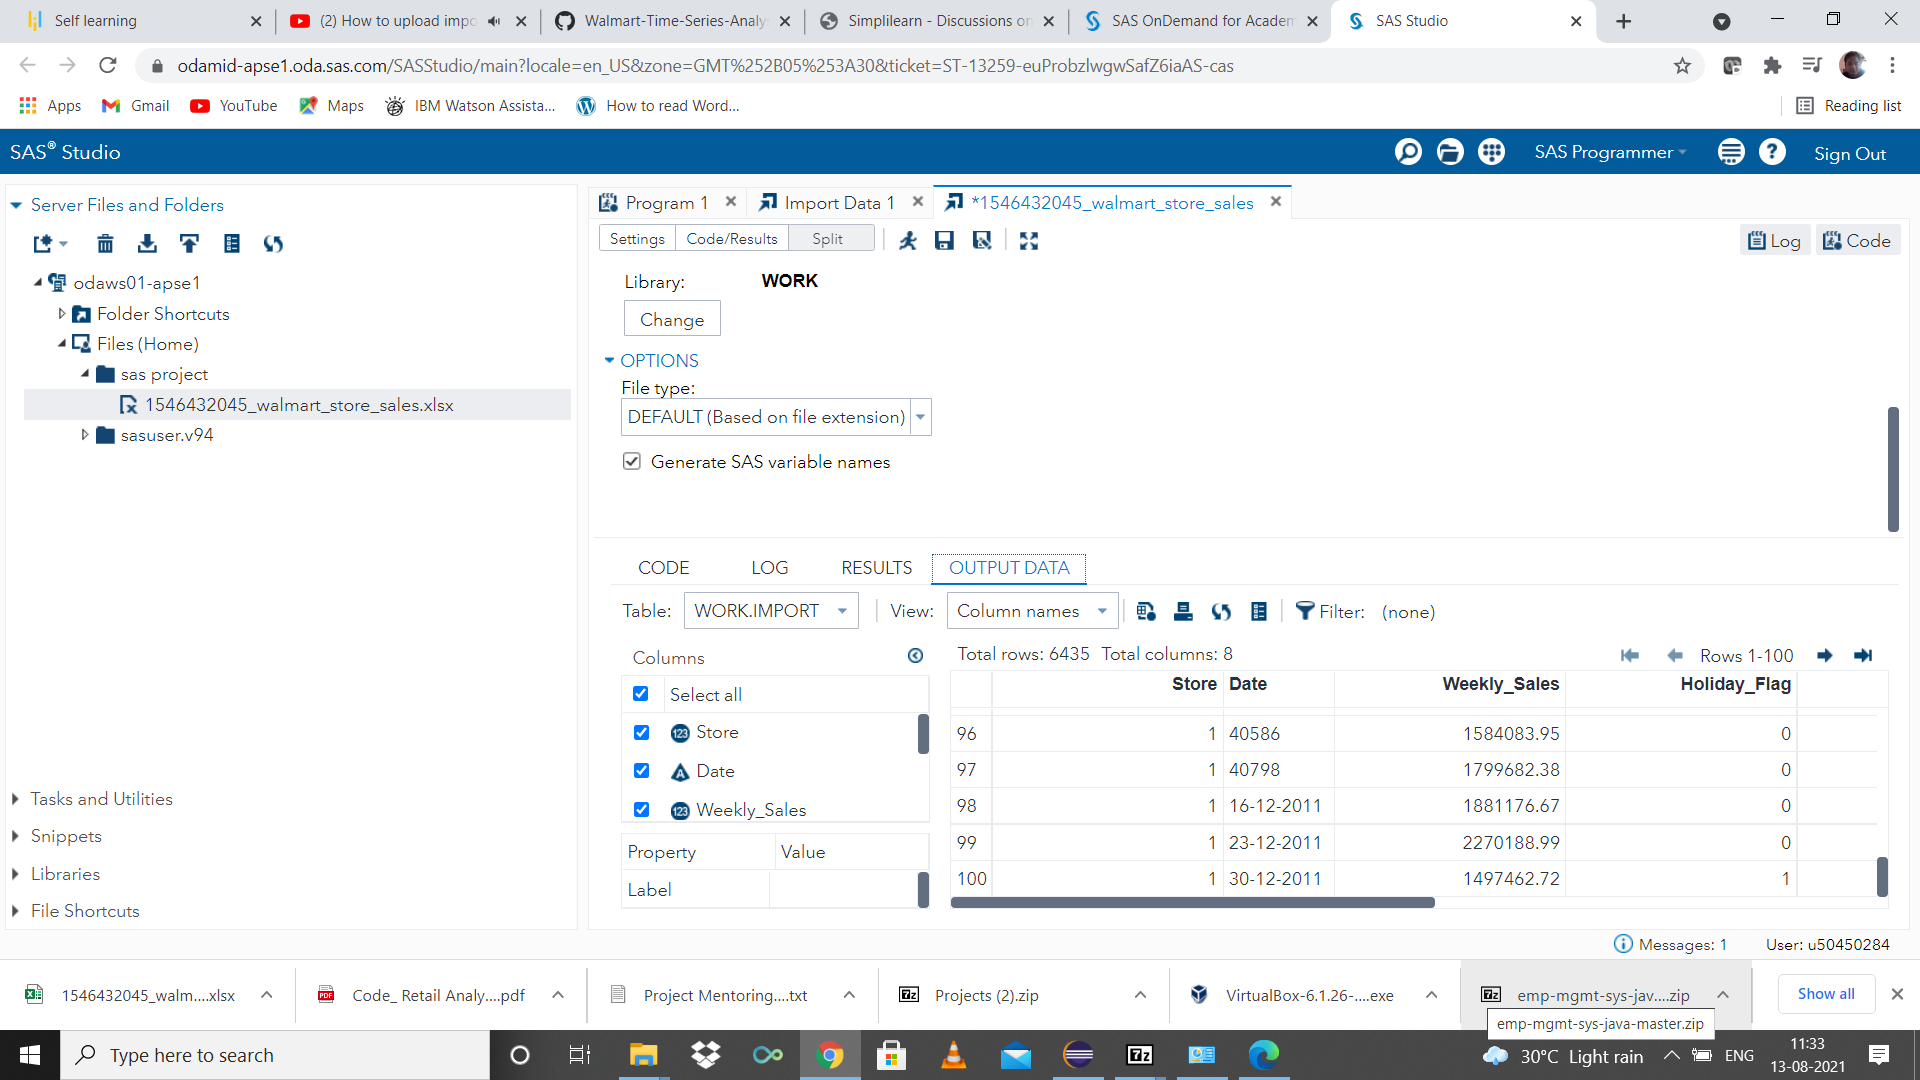 Self learning
(2) How to upload impo
Walmart-Time-Series-Analy
Simplilearn - Discussions on
SAS OnDemand for Academ
SAS Studio
odamid-apse1.oda.sas.com/SASStudio/main?locale=en_US&zone=GMT%252B05%253A30&ticket=ST-13259-euProbzlwgwSafZ6iaAS-cas
Apps
Gmail
YouTube
Maps
IBM Watson Assista...
How to read Word...
Reading list
SAS® Studio
SAS Programmer
Sign Out
Server Files and Folders
odaws01-apse1
Folder Shortcuts
Files (Home)
sas project
1546432045_walmart_store_sales.xlsx
sasuser.v94
Tasks and Utilities
Snippets
Libraries
File Shortcuts
Program 1
Import Data 1
*1546432045_walmart_store_sales
Settings Code/Results Split
Log
Code
Library: WORK
Change
OPTIONS
File type:
DEFAULT (Based on file extension)
Generate SAS variable names
CODE LOG RESULTS OUTPUT DATA
Table: WORK.IMPORT View: Column names Filter: (none)
Columns
Select all
Store
Date
Weekly_Sales
Property Value
Label
Total rows: 6435 Total columns: 8
Rows 1-100
Store Date Weekly_Sales Holiday_Flag
96 1 40586 1584083.95 0
97 1 40798 1799682.38 0
98 1 16-12-2011 1881176.67 0
99 1 23-12-2011 2270188.99 0
100 1 30-12-2011 1497462.72 1
Messages: 1 User: u50450284
1546432045_walm....xlsx
Code_ Retail Analy....pdf
Project Mentoring....txt
Projects (2).zip
VirtualBox-6.1.26-....exe
emp-mgmt-sys-jav....zip
Show all
emp-mgmt-sys-java-master.zip
Type here to search
30°C Light rain
ENG
11:33
13-08-2021